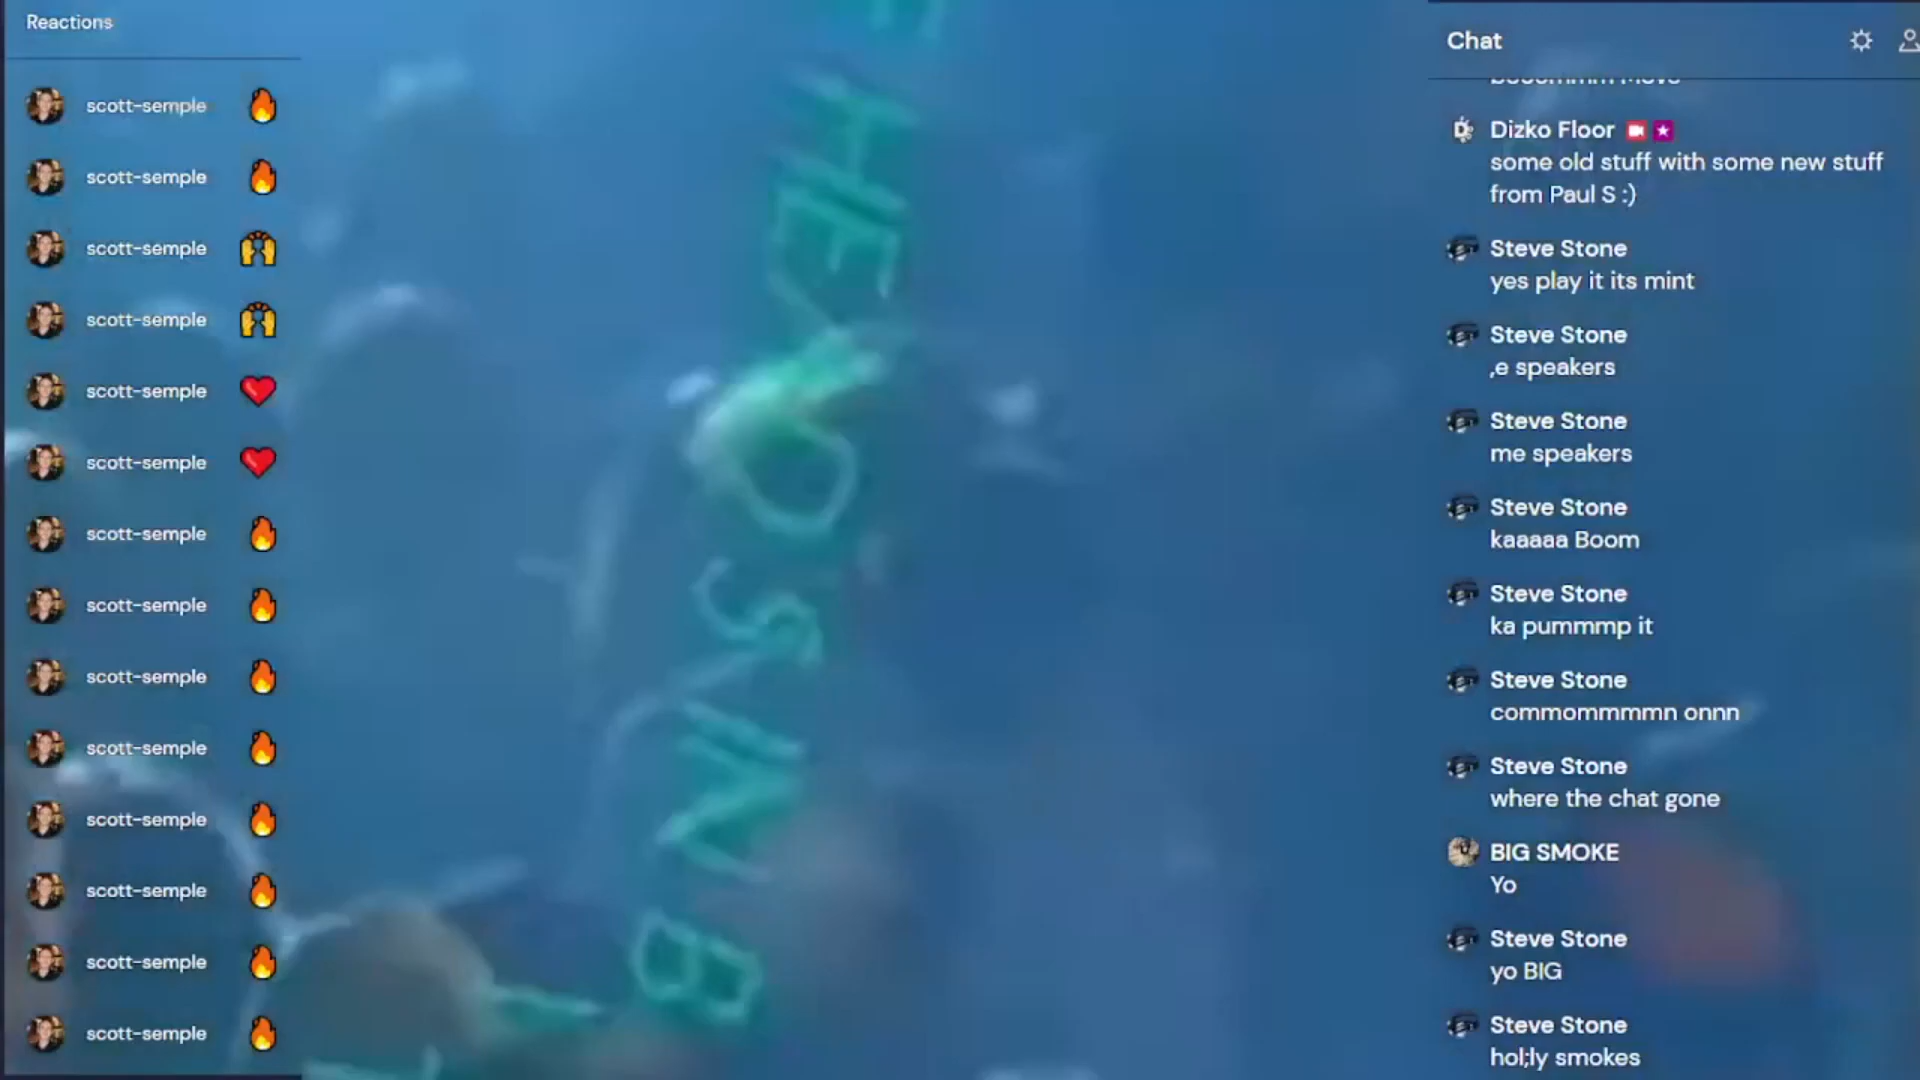 Reactions
scott-semple
scott-semple
scott-semple
scott-semple
scott-semple
scott-semple
scott-semple
scott-semple
scott-semple
scott-semple
scott-semple
scott-semple
scott-semple
scott-semple
Chat
Dizko Floor
some old stuff with some new stuff
from Paul S :)
Steve Stone
yes play it its mint
Steve Stone
,e speakers
Steve Stone
me speakers
Steve Stone
kaaaaa Boom
Steve Stone
ka pummmp it
Steve Stone
commommmmn onnn
Steve Stone
where the chat gone
BIG SMOKE
Yo
Steve Stone
yo BIG
Steve Stone
hol;ly smokes